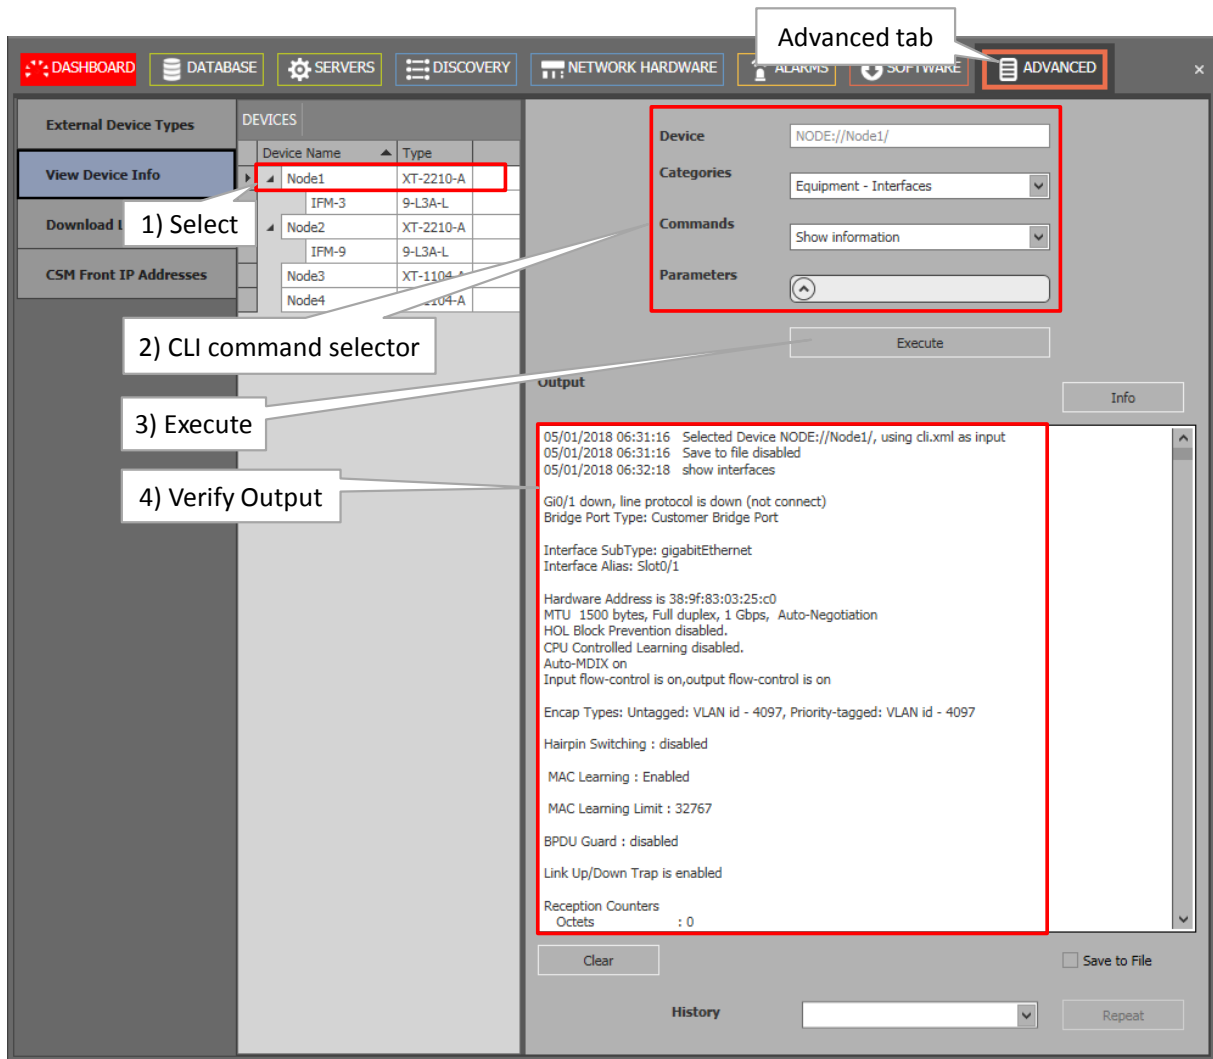 Advanced tab
DASHBOARD
DATABASE
SERVERS
DISCOVERY
NETWORK HARDWARE
ALARMS
SOFTWARE
ADVANCED
×
External Device Types
View Device Info
Download
CSM Front IP Addresses
1) Select
2) CLI command selector
3) Execute
4) Verify Output
DEVICES
Device Name Type
Node1 XT-2210-A
IFM-3 9-L3A-L
Node2 XT-2210-A
IFM-9 9-L3A-L
Node3 XT-1104-A
Node4 1104-A
Device NODE://Node1/
Categories Equipment - Interfaces
Commands Show information
Parameters
Execute
Output
Info
05/01/2018 06:31:16 Selected Device NODE://Node1/, using cli.xml as input
05/01/2018 06:31:16 Save to file disabled
05/01/2018 06:32:18 show interfaces
Gi0/1 down, line protocol is down (not connect)
Bridge Port Type: Customer Bridge Port
Interface SubType: gigabitEthernet
Interface Alias: Slot0/1
Hardware Address is 38:9f:83:03:25:c0
MTU 1500 bytes, Full duplex, 1 Gbps, Auto-Negotiation
HOL Block Prevention disabled.
CPU Controlled Learning disabled.
Auto-MDIX on
Input flow-control is on,output flow-control is on
Encap Types: Untagged: VLAN id - 4097, Priority-tagged: VLAN id - 4097
Hairpin Switching : disabled
MAC Learning : Enabled
MAC Learning Limit : 32767
BPDU Guard : disabled
Link Up/Down Trap is enabled
Reception Counters
Octets : 0
Clear
Save to File
History
Repeat